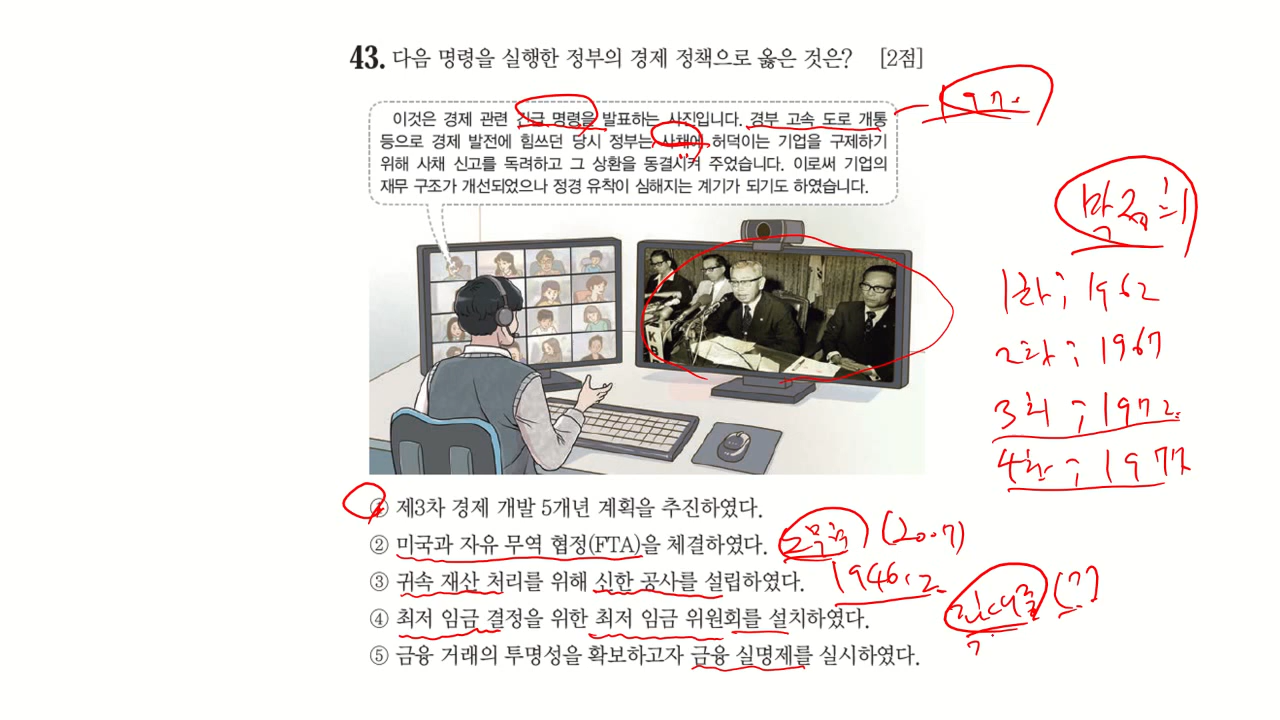 43. 다음 명령을 실행한 정부의 경제 정책으로 옳은 것은? [2점]
이것은 경제 관련 긴급 명령을 발표하는 사진입니다. 경부 고속 도로 개통
등으로 경제 발전에 힘쓰던 당시 정부는 사채에 허덕이는 기업을 구제하기
위해 사채 신고를 독려하고 그 상환을 동결시켜 주었습니다. 이로써 기업의
재무 구조가 개선되었으나 정경 유착이 심해지는 계기가 되기도 하였습니다.
박정희
1차; 1962
2차; 1967
3차; 1972
4차; 1977
① 제3차 경제 개발 5개년 계획을 추진하였다.
② 미국과 자유 무역 협정(FTA)을 체결하였다. (2007)
③ 귀속 재산 처리를 위해 신한 공사를 설립하였다. 1946.2
④ 최저 임금 결정을 위한 최저 임금 위원회를 설치하였다.
⑤ 금융 거래의 투명성을 확보하고자 금융 실명제를 실시하였다.